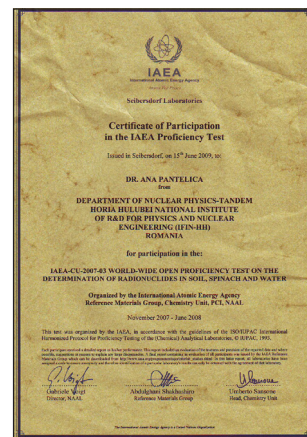 IAEA
International Atomic Energy Agency
Seibersdorf Laboratories
Certificate of Participation
in the IAEA Proficiency Test
Issued in Seibersdorf, on 15th June 2009, to:
DR. ANA PANTELICA
from
DEPARTMENT OF NUCLEAR PHYSICS-TANDEM
HORIA HULUBEI NATIONAL INSTITUTE
OF R&D FOR PHYSICS AND NUCLEAR
ENGINEERING (IFIN-HH)
ROMANIA
for participation in the:
IAEA-CU-2007-03 WORLD-WIDE OPEN PROFICIENCY TEST ON THE
DETERMINATION OF RADIONUCLIDES IN SOIL, SPINACH AND WATER
Organized by the International Atomic Energy Agency
Reference Materials Group, Chemistry Unit, PCI, NAAL
November 2007 - June 2008
This test was organized by the IAEA, in accordance with the guidelines of the ISO/IUPAC International
Harmonized Protocol for Proficiency Testing of the (Chemical) Analytical Laboratories, © IUPAC, 1993.
Gabriele Voigt
Director, NAAL
Abdulghani Shakhashiro
Reference Materials Group
Umberto Sansone
Head, Chemistry Unit